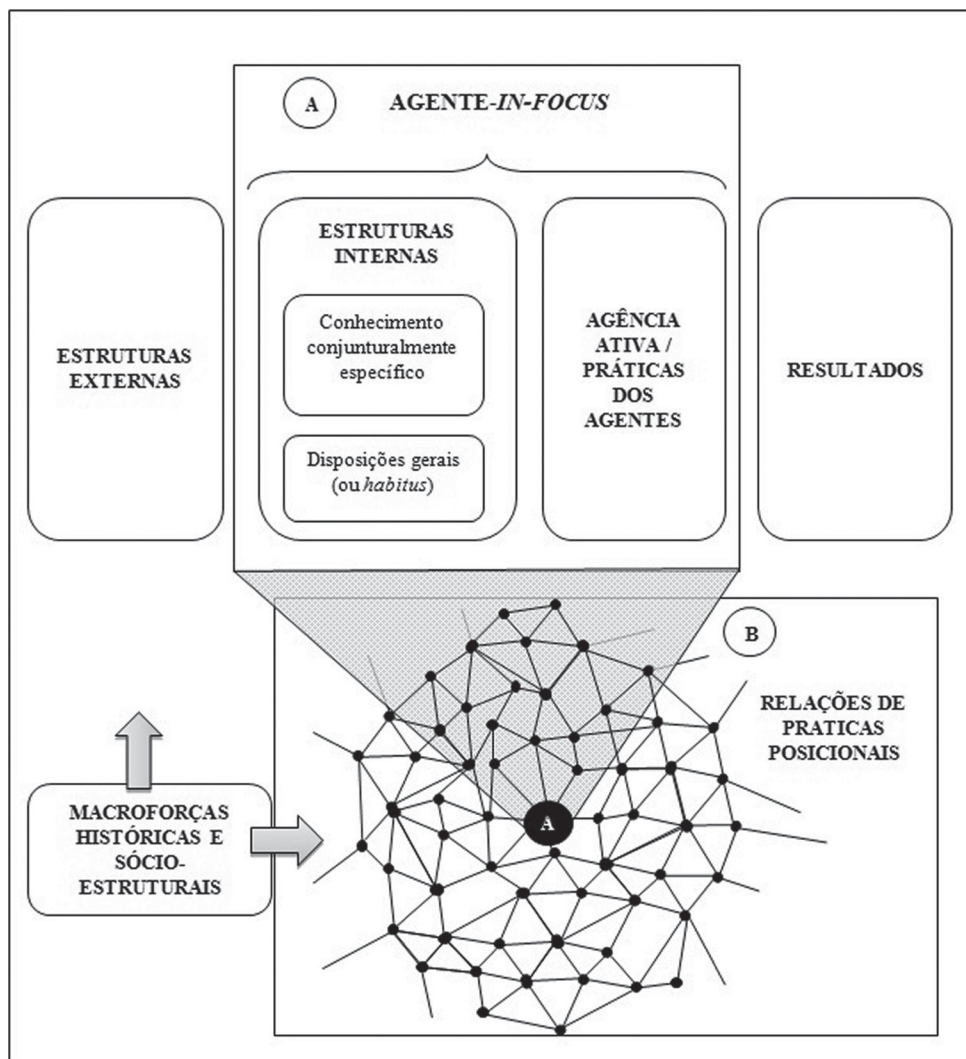 A
AGENTE-IN-FOCUS
ESTRUTURAS
EXTERNAS
ESTRUTURAS
INTERNAS
Conhecimento
conjunturalmente
específico
Disposições gerais
(ou habitus)
AGÊNCIA
ATIVA /
PRÁTICAS
DOS
AGENTES
RESULTADOS
B
RELAÇÕES DE
PRATICAS
POSICIONAIS
MACROFORÇAS
HISTÓRICAS E
SÓCIO-
ESTRUTURAIS
A